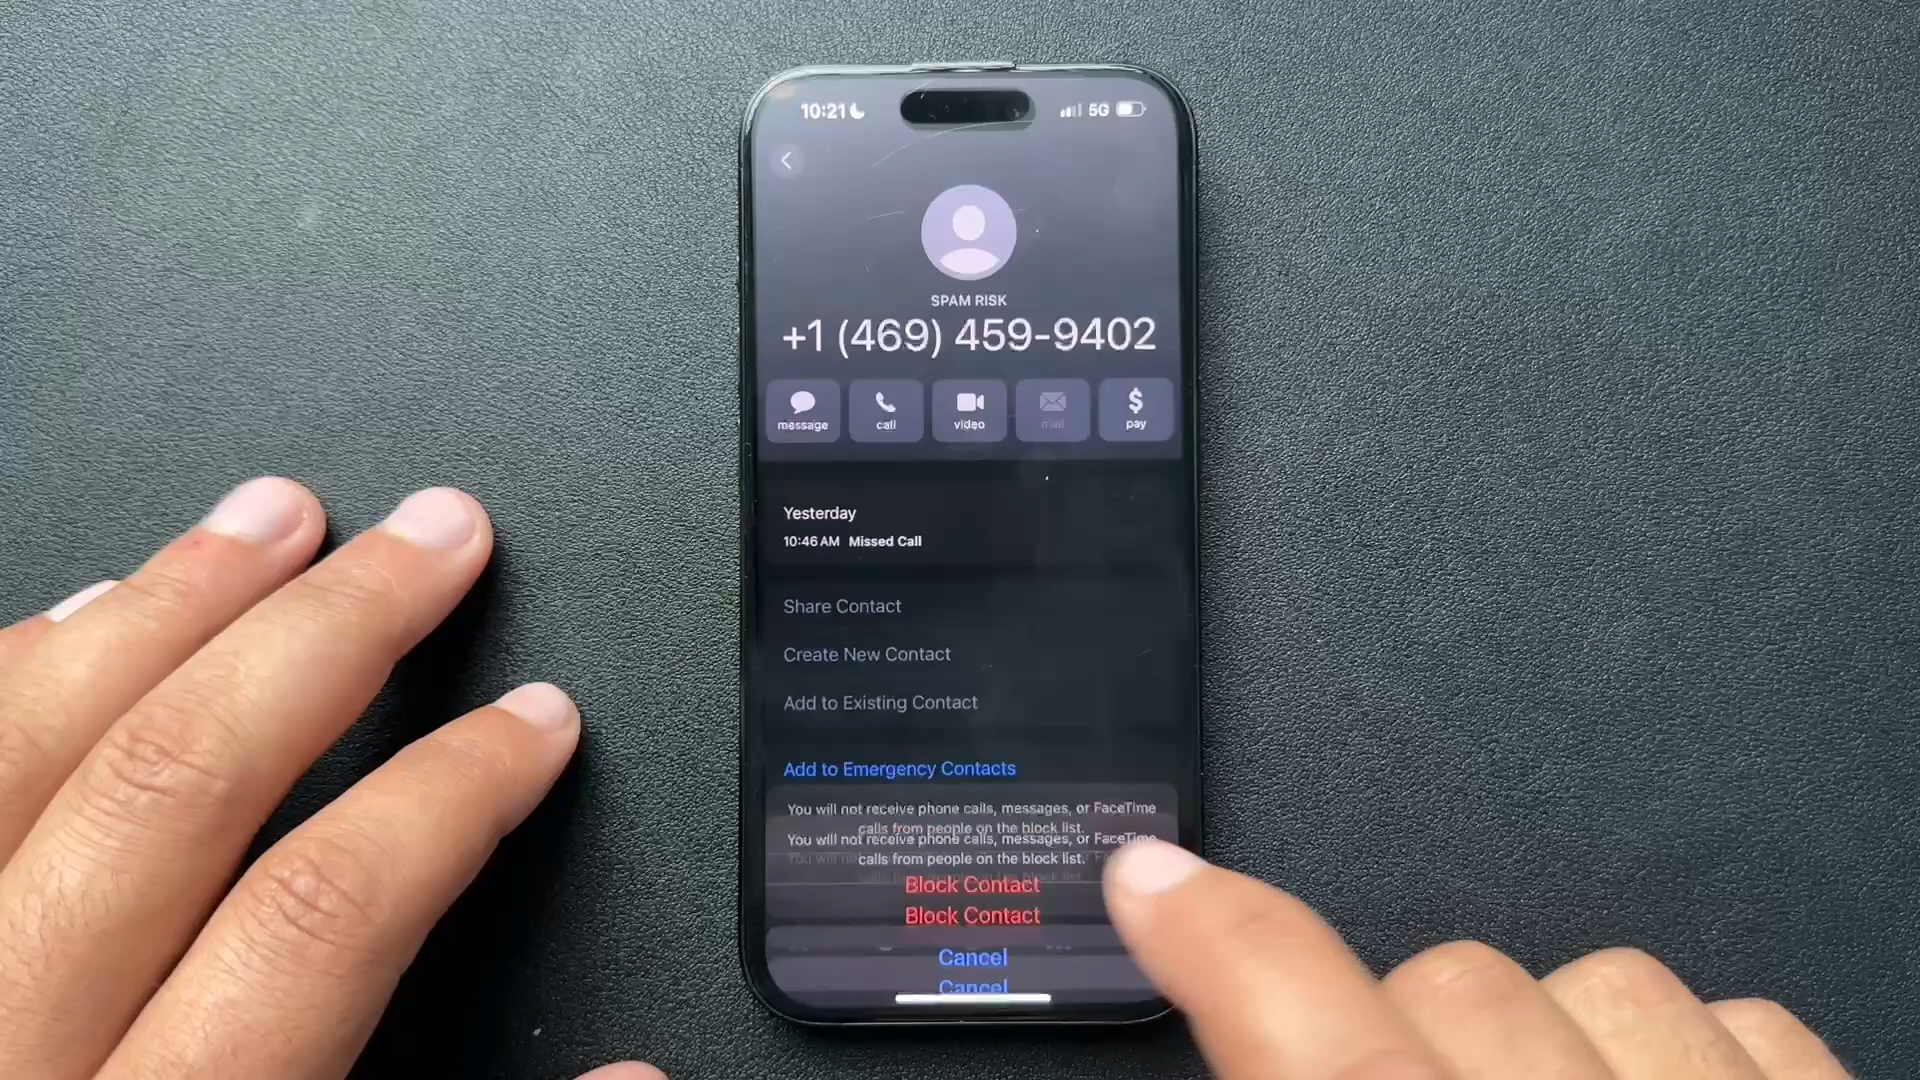 10:21
5G
SPAM RISK
+1 (469) 459-9402
message call video mail pay
Yesterday
10:46 AM Missed Call
Share Contact
Create New Contact
Add to Existing Contact
Add to Emergency Contacts
You will not receive phone calls, messages, or FaceTime
calls from people on the block list.
You will not receive phone calls, messages, or FaceTime
calls from people on the block list.
Block Contact
Block Contact
Cancel
Cancel